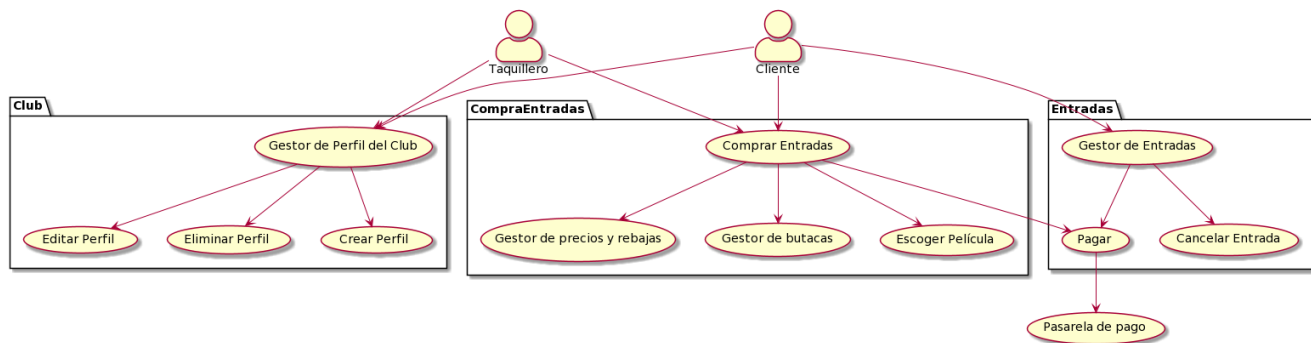 Taquillero
Cliente
Club
CompraEntradas
Entradas
Gestor de Perfil del Club
Comprar Entradas
Gestor de Entradas
Editar Perfil
Eliminar Perfil
Crear Perfil
Gestor de precios y rebajas
Gestor de butacas
Escoger Película
Pagar
Cancelar Entrada
Pasarela de pago